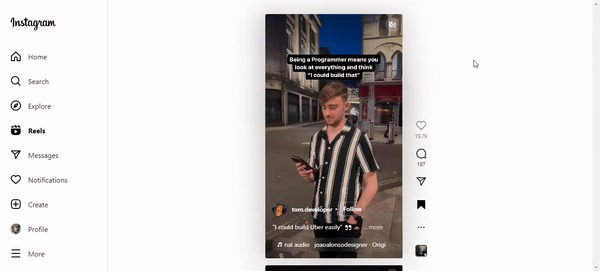 Instagram
Home
Search
Explore
Reels
Messages
Notifications
Create
Profile
More
Being a Programmer means you
look at everything and think
"I could build that"
tom.developer • Follow
"I could build Uber easily" 👀 🚗 ... more
nal audio joaoalonsodesigner · Origi
19.7K
197